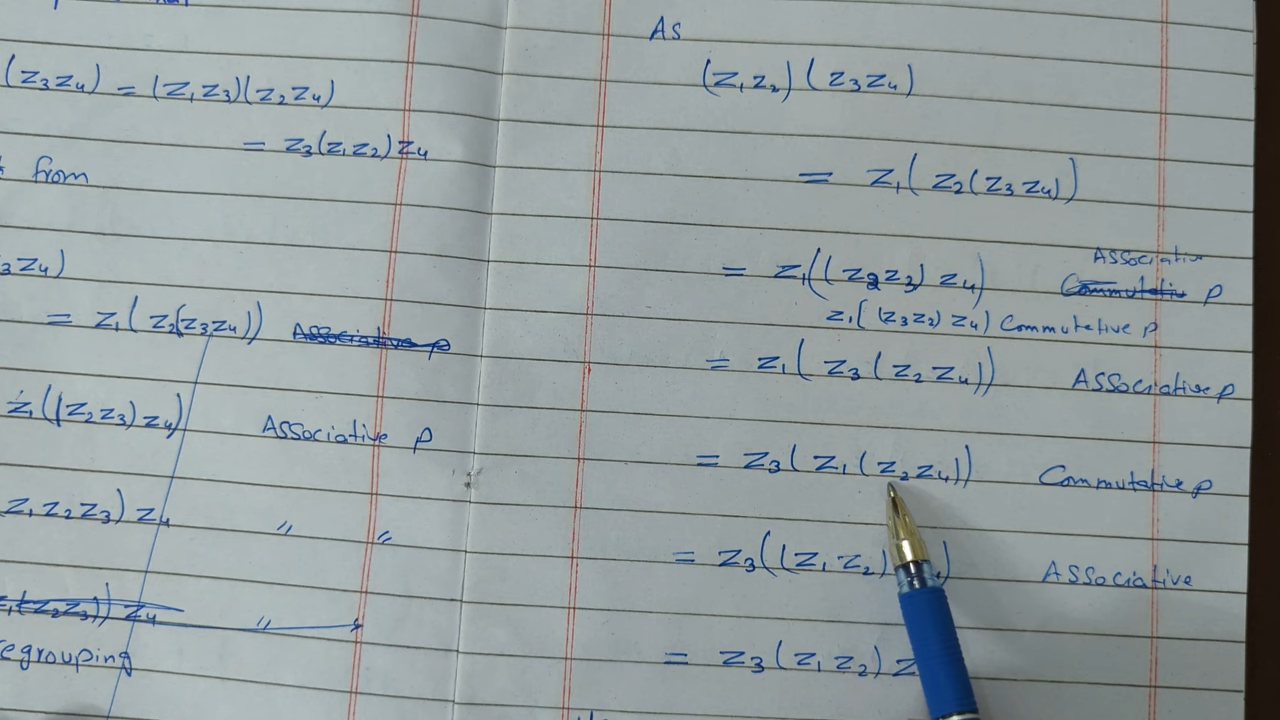 (z₃z₄) = (z₁z₃)(z₂z₄)
= z₃(z₁z₂)z₄
from
₃z₄)
= z₁(z₂(z₃z₄)) Associative p
z₁((z₂z₃)z₄) Associative p
z₁z₂z₃)z₄ " "
z₁(z₂z₃))z₄ "
egrouping
As
(z₁z₂)(z₃z₄)
= z₁(z₂(z₃z₄))
Associative
= z₁((z₂z₃)z₄) Commutative p
z₁((z₃z₂)z₄) Commutative p
= z₁(z₃(z₂z₄)) Associative p
= z₃(z₁(z₂z₄)) Commutative p
= z₃((z₁z₂) ) Associative
= z₃(z₁z₂)z